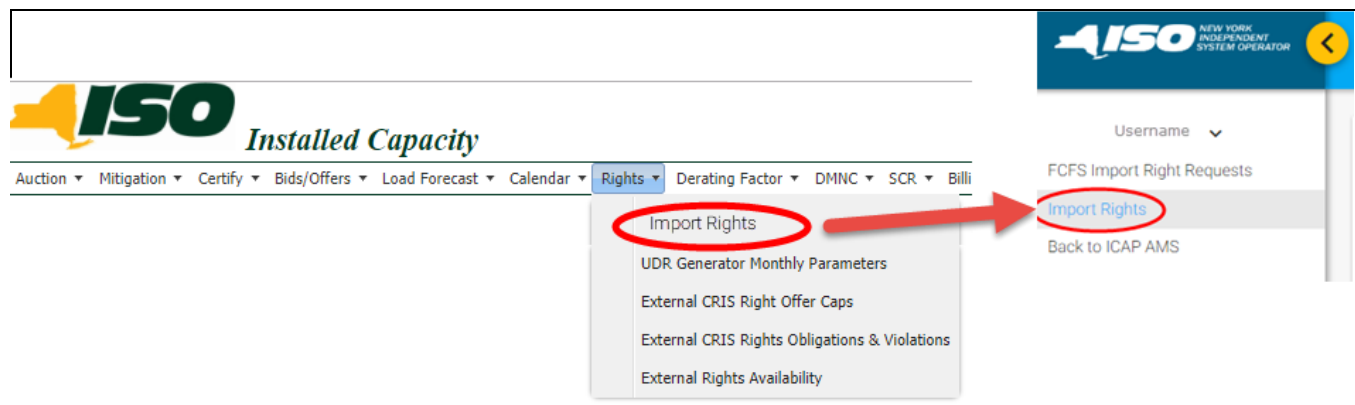 ISO
Installed Capacity
Auction Mitigation Certify Bids/Offers Load Forecast Calendar Rights Derating Factor DMNC SCR Billi
Import Rights
UDR Generator Monthly Parameters
External CRIS Right Offer Caps
External CRIS Rights Obligations & Violations
External Rights Availability
ISO
NEW YORK
INDEPENDENT
SYSTEM OPERATOR
Username
FCFS Import Right Requests
Import Rights
Back to ICAP AMS